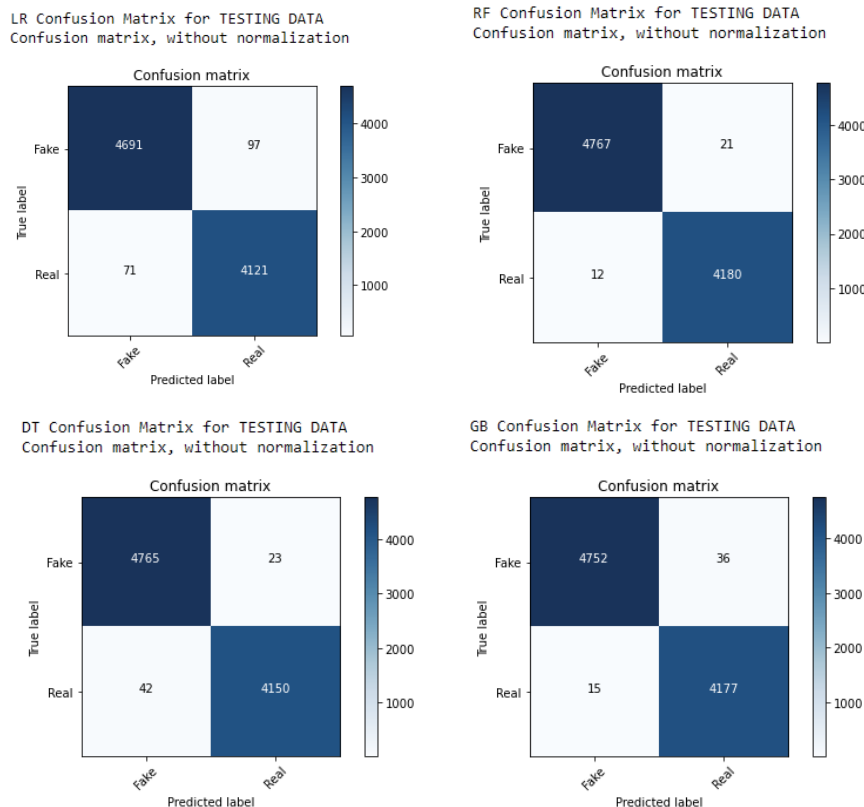 LR Confusion Matrix for TESTING DATA
Confusion matrix, without normalization
Confusion matrix
Fake
4691
97
4000
3000
True label
2000
Real
71
4121
1000
Fake
Real
Predicted label
RF Confusion Matrix for TESTING DATA
Confusion matrix, without normalization
Confusion matrix
Fake
4767
21
4000
3000
True label
2000
Real
12
4180
1000
Fake
Real
Predicted label
DT Confusion Matrix for TESTING DATA
Confusion matrix, without normalization
Confusion matrix
Fake
4765
23
4000
3000
True label
2000
Real
42
4150
1000
Fake
Real
Predicted label
GB Confusion Matrix for TESTING DATA
Confusion matrix, without normalization
Confusion matrix
Fake
4752
36
4000
3000
True label
2000
Real
15
4177
1000
Fake
Real
Predicted label